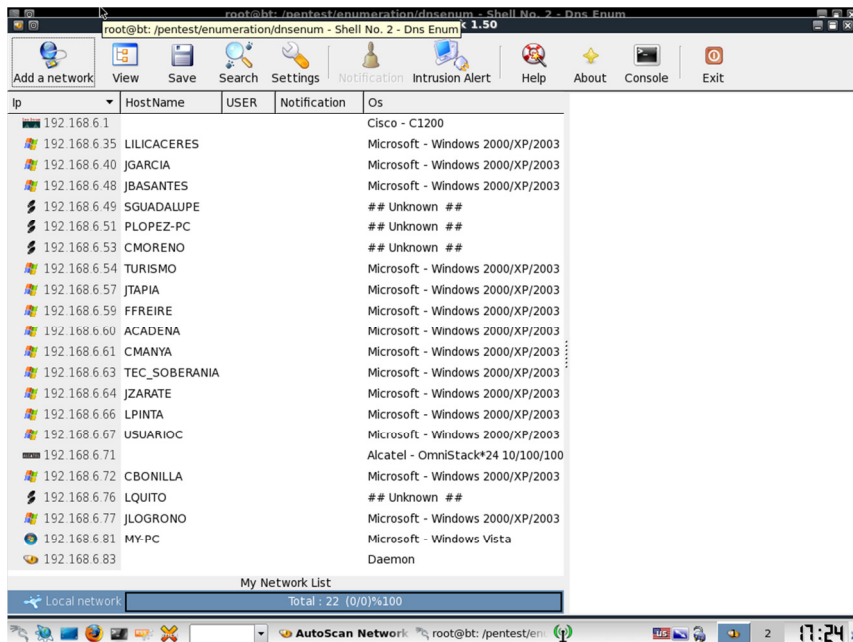 root@bt: /pentest/enumeration/dnsenum - Shell No. 2 - Dns Enum
root@bt: /pentest/enumeration/dnsenum - Shell No. 2 - Dns Enum
k 1.50
Add a network View Save Search Settings Notification Intrusion Alert Help About Console Exit
Ip HostName USER Notification Os
192.168.6.1 Cisco - C1200
192.168.6.35 LILICACERES Microsoft - Windows 2000/XP/2003
192.168.6.40 JGARCIA Microsoft - Windows 2000/XP/2003
192.168.6.48 JBASANTES Microsoft - Windows 2000/XP/2003
192.168.6.49 SGUADALUPE ## Unknown ##
192.168.6.51 PLOPEZ-PC ## Unknown ##
192.168.6.53 CMORENO ## Unknown ##
192.168.6.54 TURISMO Microsoft - Windows 2000/XP/2003
192.168.6.57 JTAPIA Microsoft - Windows 2000/XP/2003
192.168.6.59 FFREIRE Microsoft - Windows 2000/XP/2003
192.168.6.60 ACADENA Microsoft - Windows 2000/XP/2003
192.168.6.61 CMANYA Microsoft - Windows 2000/XP/2003
192.168.6.63 TEC_SOBERANIA Microsoft - Windows 2000/XP/2003
192.168.6.64 JZARATE Microsoft - Windows 2000/XP/2003
192.168.6.66 LPINTA Microsoft - Windows 2000/XP/2003
192.168.6.67 USUARIOC Microsoft - Windows 2000/XP/2003
192.168.6.71 Alcatel - OmniStack*24 10/100/100
192.168.6.72 CBONILLA Microsoft - Windows 2000/XP/2003
192.168.6.76 LQUITO ## Unknown ##
192.168.6.77 JLOGRONO Microsoft - Windows 2000/XP/2003
192.168.6.81 MY-PC Microsoft - Windows Vista
192.168.6.83 Daemon
My Network List
Local network Total : 22 (0/0)%100
AutoScan Network root@bt: /pentest/en 2 17:24